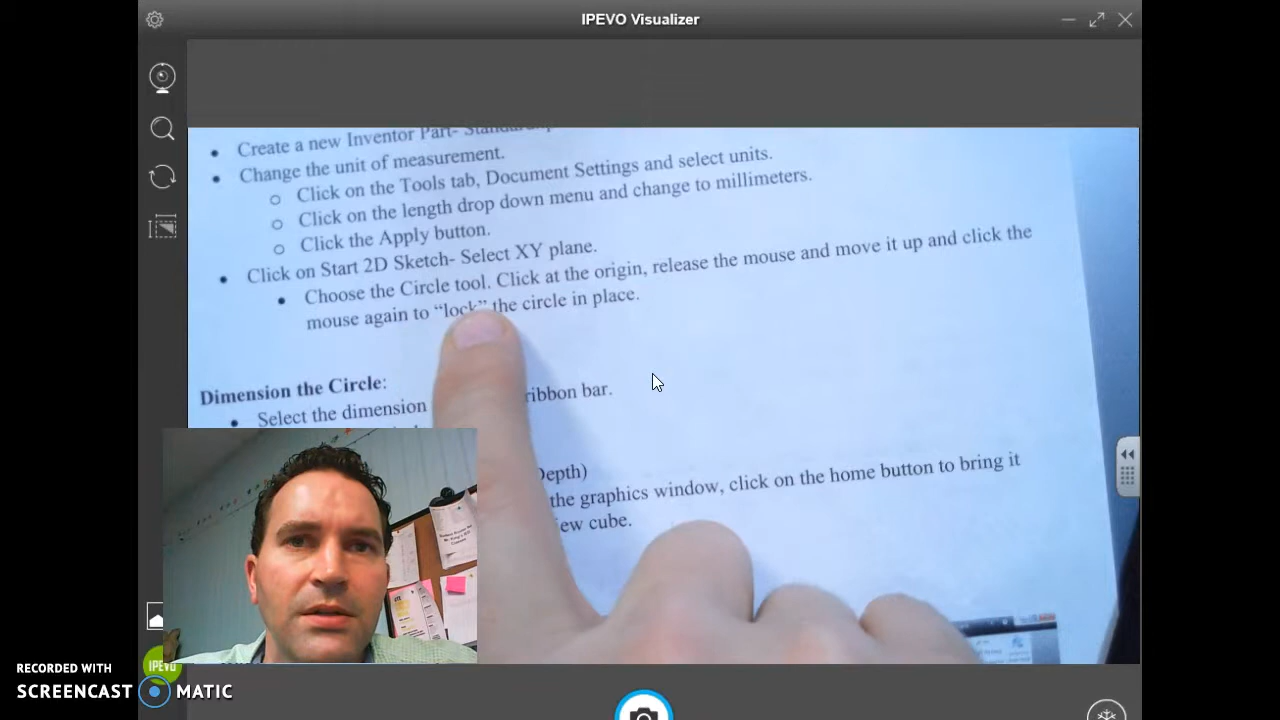 IPEVO Visualizer
Create a new Inventor Part-
Change the unit of measurement.
Click on the Tools tab, Document Settings and select units.
Click on the length drop down menu and change to millimeters.
Click the Apply button.
Click on Start 2D Sketch- Select XY plane.
Choose the Circle tool. Click at the origin, release the mouse and move it up and click the
mouse again to “lock” the circle in place.
Dimension the Circle:
Select the dimension ribbon bar.
Depth)
the graphics window, click on the home button to bring it
cube.
IPEVO
RECORDED WITH
SCREENCAST MATIC